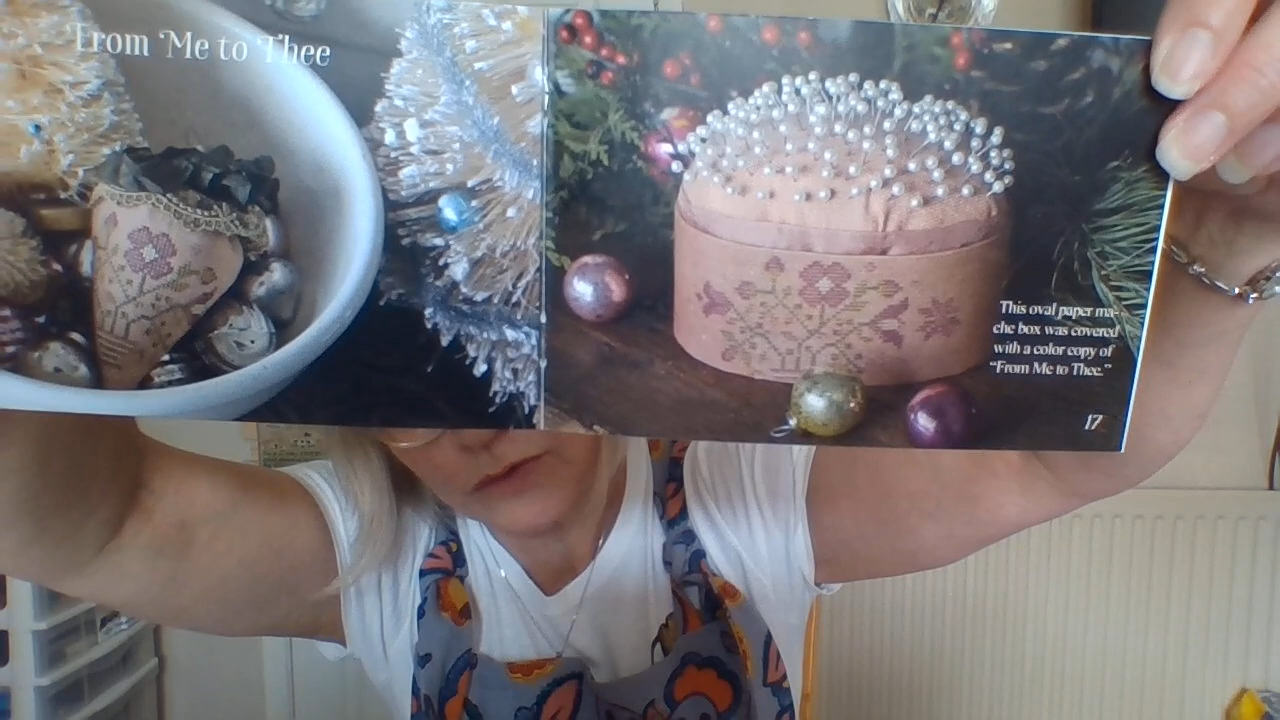 From Me to Thee
This oval paper ma-
che box was covered
with a color copy of
"From Me to Thee."
17